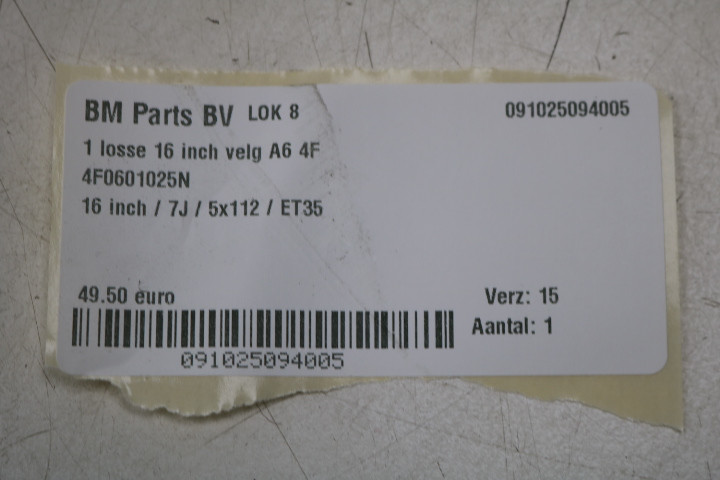 BM Parts BV LOK 8 091025094005
1 losse 16 inch velg A6 4F
4F0601025N
16 inch / 7J / 5x112 / ET35
49.50 euro Verz: 15
Aantal: 1
091025094005